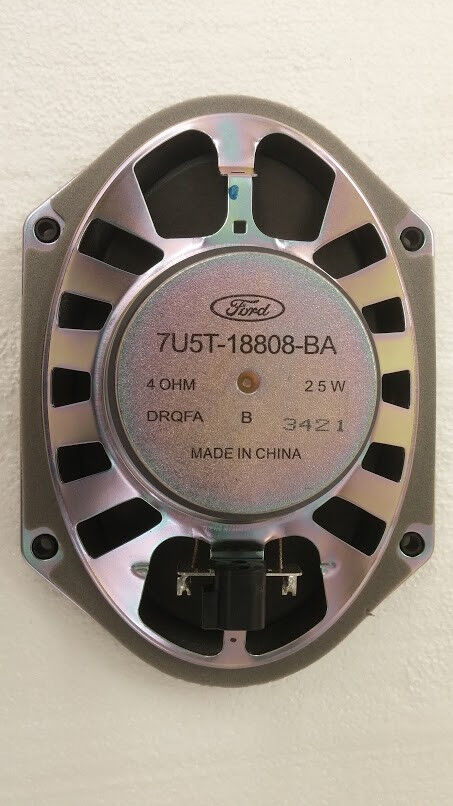 Ford
7U5T-18808-BA
4 OHM 25 W
DRQFA B 3421
MADE IN CHINA